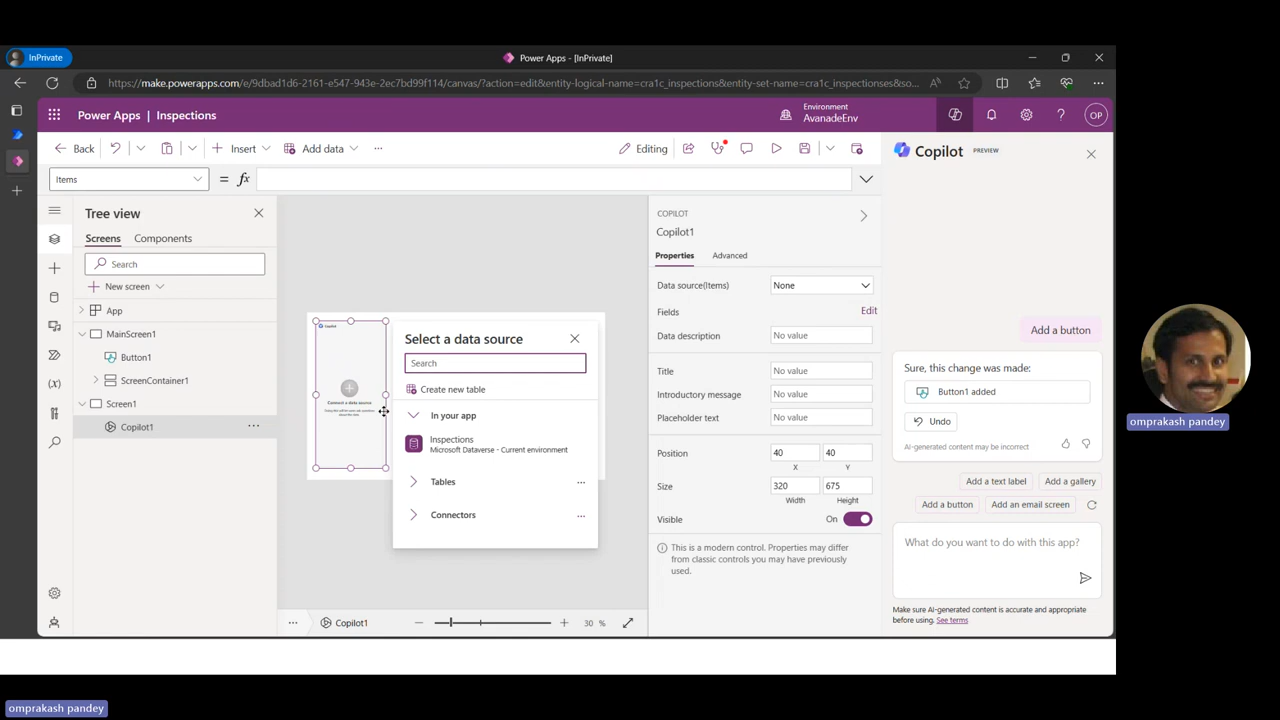 InPrivate
Power Apps - [InPrivate]
https://make.powerapps.com/e/9dbad1d6-2161-e547-943e-2ec7bd99f114/canvas/?action=edit&entity-logical-name=cra1c_inspections&entity-set-name=cra1c_inspectionses&so...
Power Apps | Inspections
Environment
AvanadeEnv
OP
Back
Insert
Add data
Editing
Copilot PREVIEW
Items
= fx
Tree view
Screens Components
Search
New screen
App
MainScreen1
Button1
ScreenContainer1
Screen1
Copilot1
Copilot
Connect a data source
Select a data source
Search
Create new table
In your app
Inspections
Microsoft Dataverse - Current environment
Tables
Connectors
Copilot1
30 %
COPILOT
Copilot1
Properties Advanced
Data source(Items) None
Fields Edit
Data description No value
Title No value
Introductory message No value
Placeholder text No value
Position 40 40
X Y
Size 320 675
Width Height
Visible On
This is a modern control. Properties may differ
from classic controls you may have previously
used.
Add a button
Sure, this change was made:
Button1 added
Undo
AI-generated content may be incorrect
Add a text label Add a gallery
Add a button Add an email screen
What do you want to do with this app?
Make sure AI-generated content is accurate and appropriate
before using. See terms
omprakash pandey
omprakash pandey